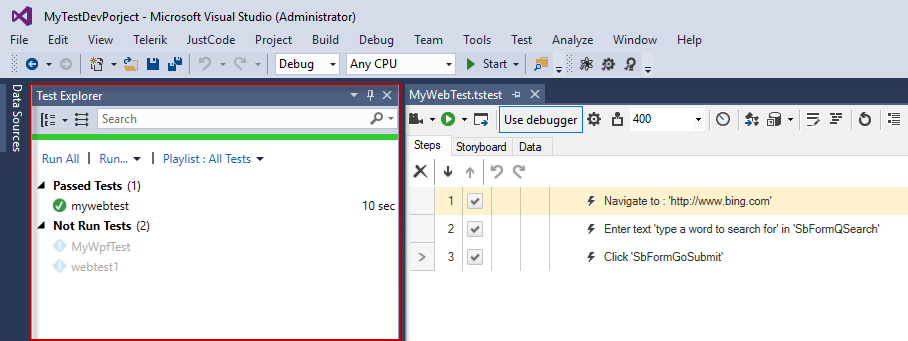 MyTestDevPorject - Microsoft Visual Studio (Administrator)
File Edit View Telerik JustCode Project Build Debug Team Tools Test Analyze Window Help
Debug Any CPU Start
Data Sources
Test Explorer
Search
Run All | Run... | Playlist : All Tests
Passed Tests (1)
mywebtest 10 sec
Not Run Tests (2)
MyWpfTest
webtest1
MyWebTest.tstest
Use debugger 400
Steps Storyboard Data
1 Navigate to : 'http://www.bing.com'
2 Enter text 'type a word to search for' in 'SbFormQSearch'
3 Click 'SbFormGoSubmit'